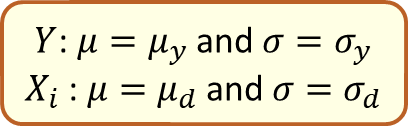 Y: μ = μ_y and σ = σ_y
X_i : μ = μ_d and σ = σ_d